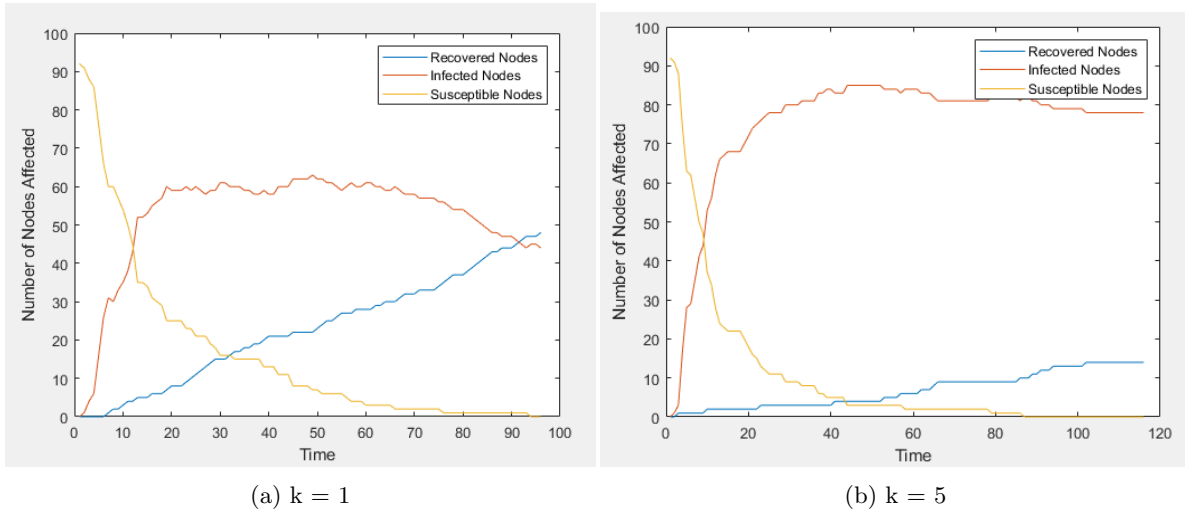 100
90
80
70
60
50
40
30
20
10
0
Number of Nodes Affected
Recovered Nodes
Infected Nodes
Susceptible Nodes
0 10 20 30 40 50 60 70 80 90 100
Time
(a) k = 1
100
90
80
70
60
50
40
30
20
10
0
Number of Nodes Affected
Recovered Nodes
Infected Nodes
Susceptible Nodes
0 20 40 60 80 100 120
Time
(b) k = 5